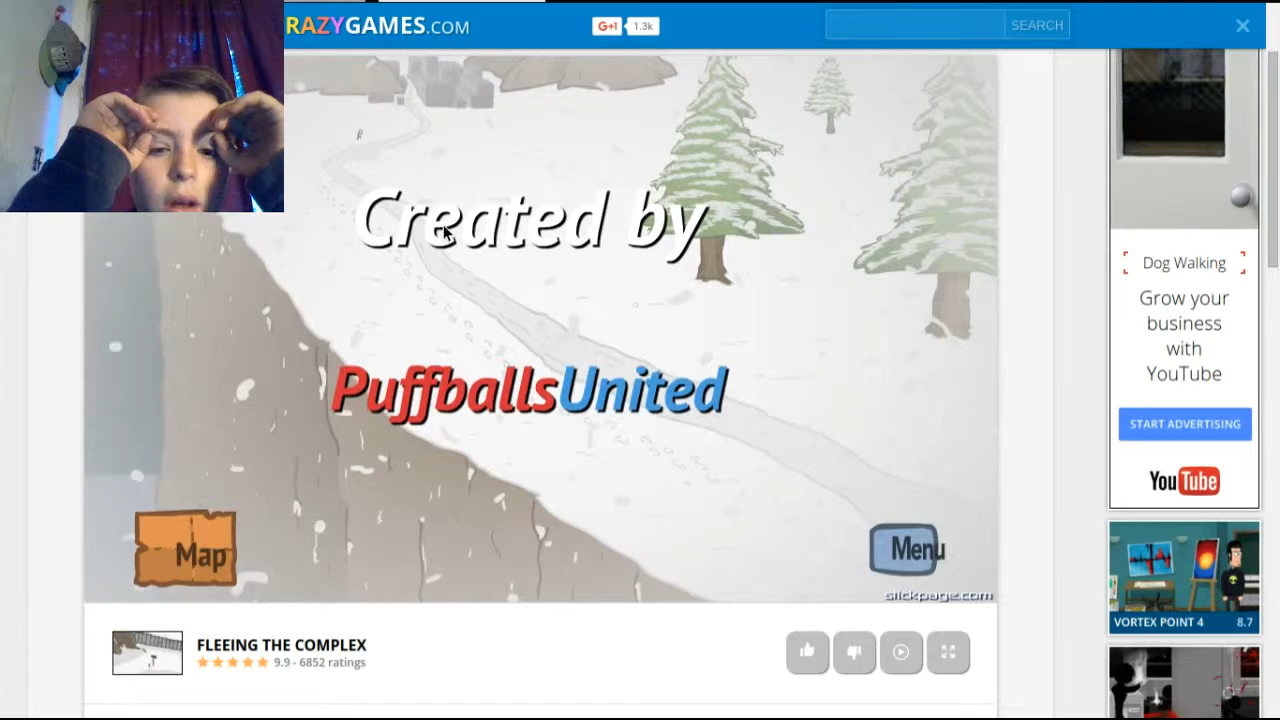 RAZYGAMES.COM
G+1 1.3k
SEARCH
Created by
PuffballsUnited
Map
Menu
stickpage.com
FLEEING THE COMPLEX
9.9 - 6852 ratings
Dog Walking
Grow your
business
with
YouTube
START ADVERTISING
YouTube
VORTEX POINT 4 8.7